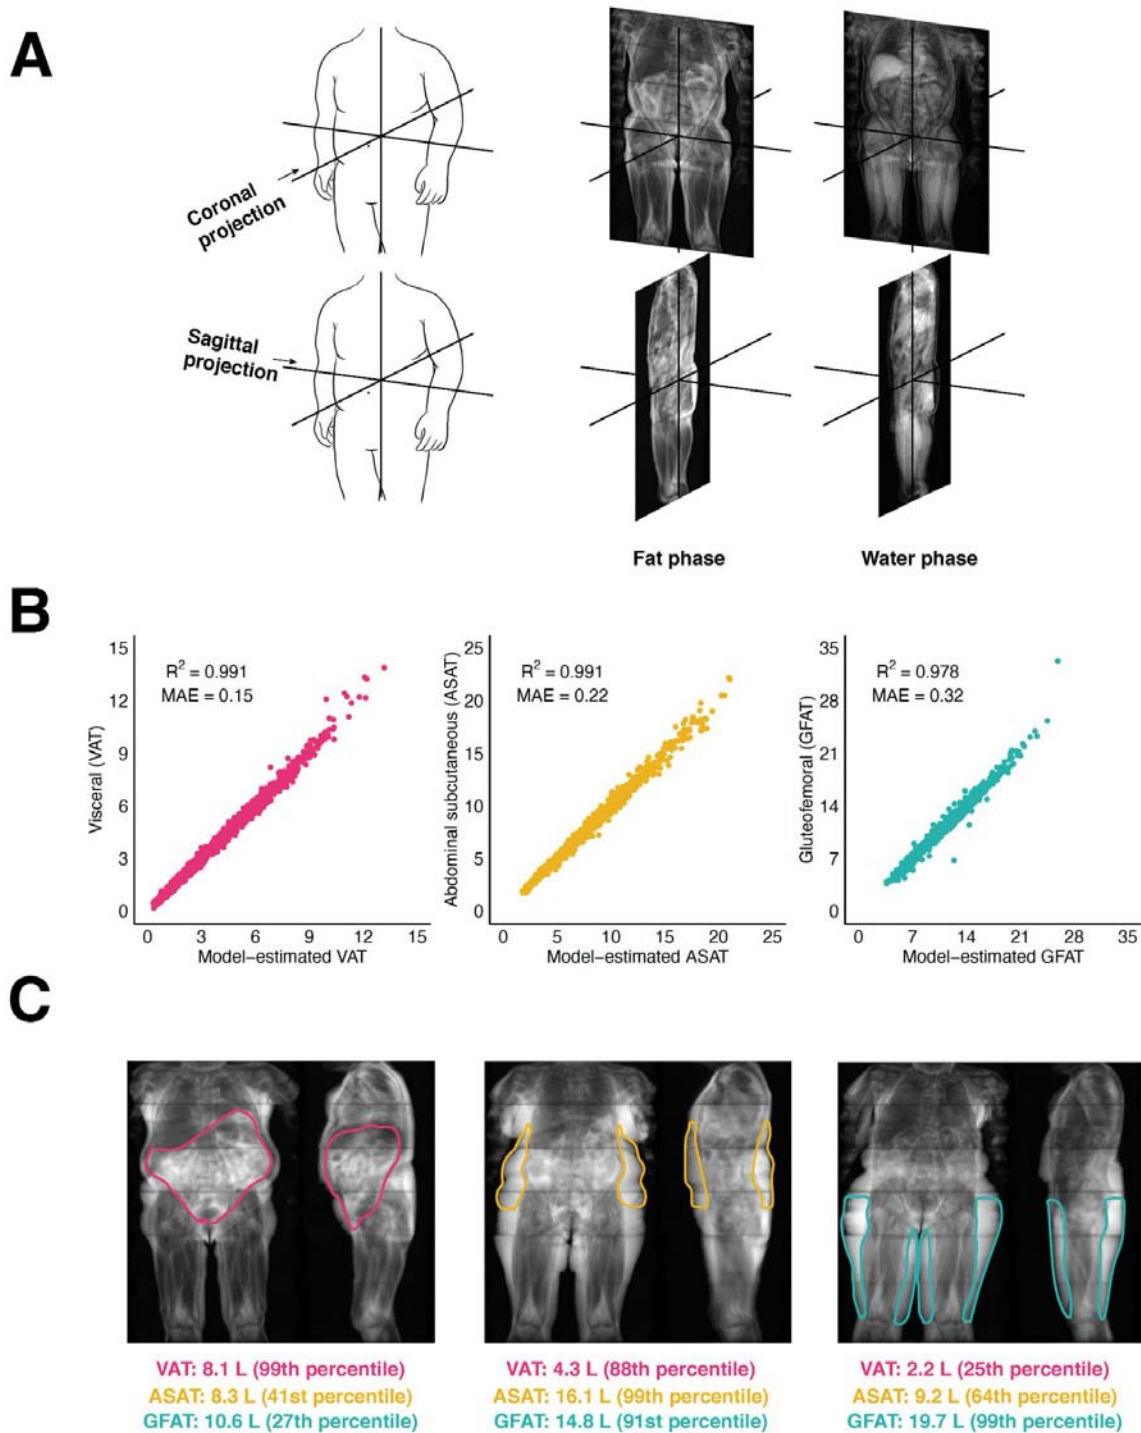 A
Coronal
projection
Sagittal
projection
Fat phase
Water phase
B
Visceral (VAT)
15
12
9
6
3
0
R² = 0.991
MAE = 0.15
0 3 6 9 12 15
Model−estimated VAT
Abdominal subcutaneous (ASAT)
25
20
15
10
5
0
R² = 0.991
MAE = 0.22
0 5 10 15 20 25
Model−estimated ASAT
Gluteofemoral (GFAT)
35
28
21
14
7
0
R² = 0.978
MAE = 0.32
0 7 14 21 28 35
Model−estimated GFAT
C
VAT: 8.1 L (99th percentile)
ASAT: 8.3 L (41st percentile)
GFAT: 10.6 L (27th percentile)
VAT: 4.3 L (88th percentile)
ASAT: 16.1 L (99th percentile)
GFAT: 14.8 L (91st percentile)
VAT: 2.2 L (25th percentile)
ASAT: 9.2 L (64th percentile)
GFAT: 19.7 L (99th percentile)